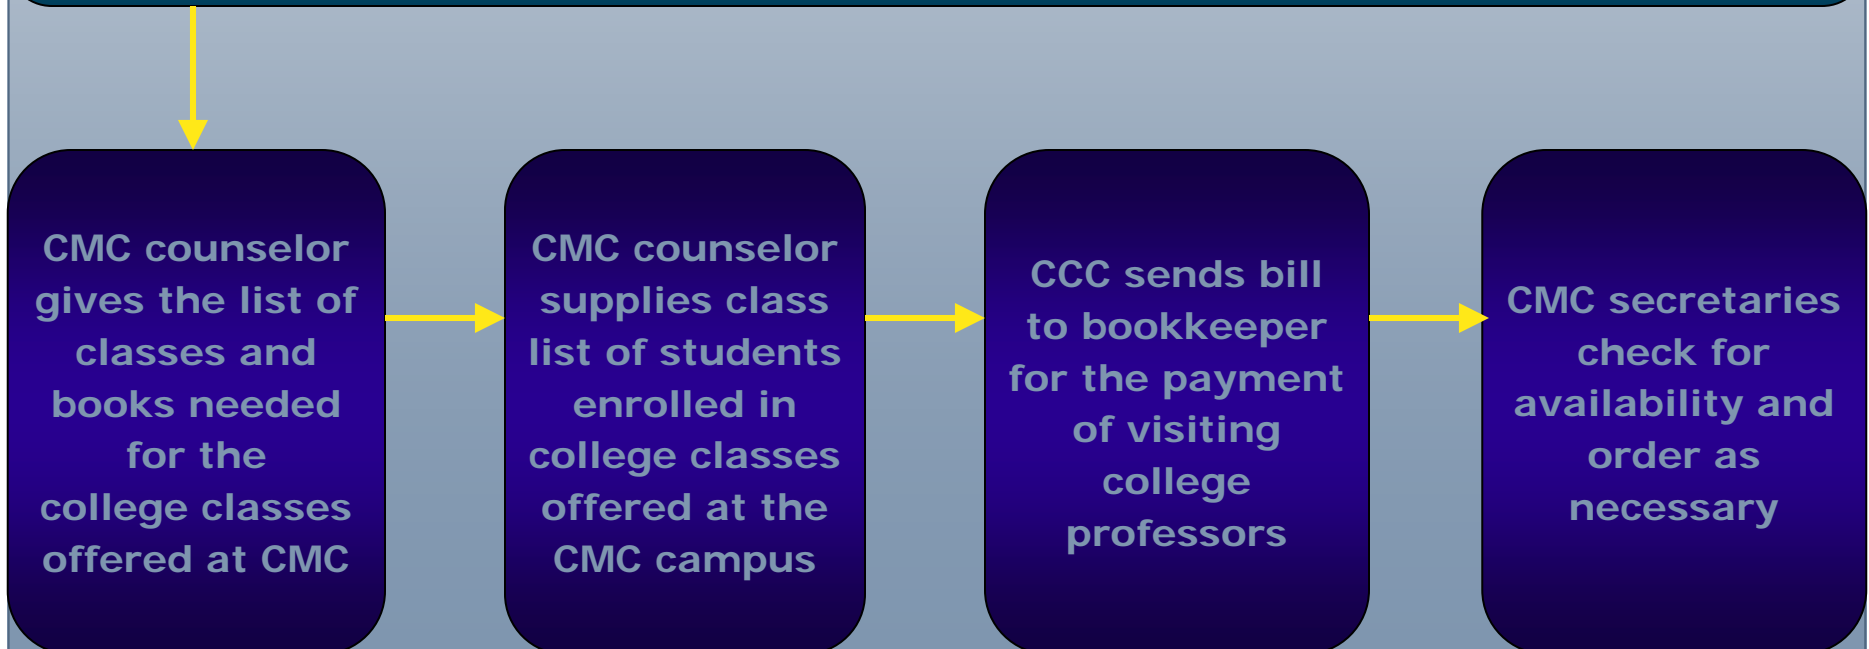 CMC counselor
gives the list of
classes and
books needed
for the
college classes
offered at CMC
CMC counselor
supplies class
list of students
enrolled in
college classes
offered at the
CMC campus
CCC sends bill
to bookkeeper
for the payment
of visiting
college
professors
CMC secretaries
check for
availability and
order as
necessary